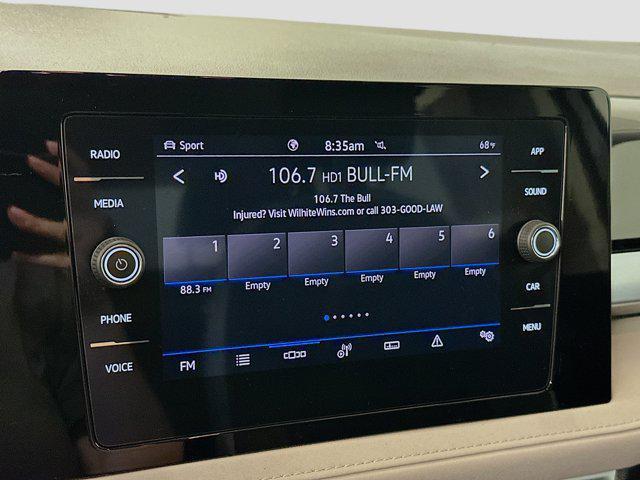 Sport 8:35am 68°F
RADIO
APP
106.7 HD1 BULL-FM
MEDIA
SOUND
106.7 The Bull
Injured? Visit WilhiteWins.com or call 303-GOOD-LAW
1 2 3 4 5 6
88.3 FM Empty Empty Empty Empty Empty
CAR
PHONE
MENU
FM
VOICE